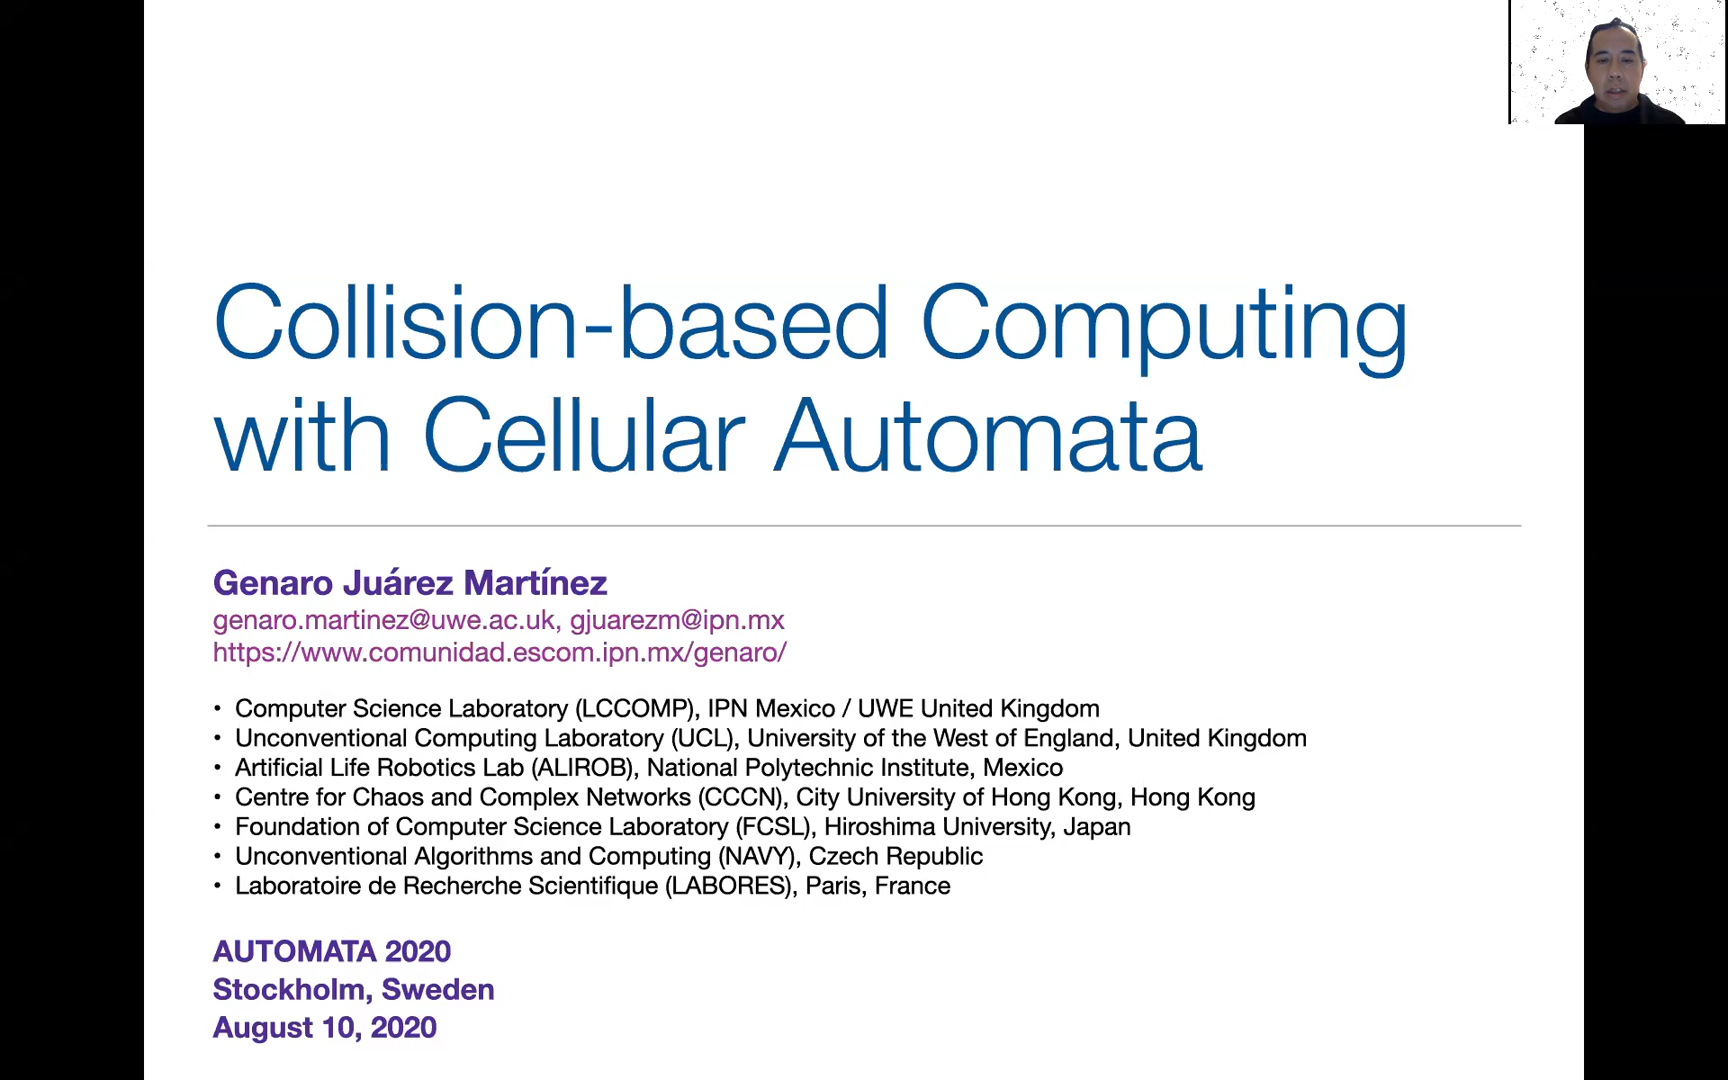 Collision-based Computing
with Cellular Automata
Genaro Juárez Martínez
genaro.martinez@uwe.ac.uk, gjuarezm@ipn.mx
https://www.comunidad.escom.ipn.mx/genaro/
• Computer Science Laboratory (LCCOMP), IPN Mexico / UWE United Kingdom
• Unconventional Computing Laboratory (UCL), University of the West of England, United Kingdom
• Artificial Life Robotics Lab (ALIROB), National Polytechnic Institute, Mexico
• Centre for Chaos and Complex Networks (CCCN), City University of Hong Kong, Hong Kong
• Foundation of Computer Science Laboratory (FCSL), Hiroshima University, Japan
• Unconventional Algorithms and Computing (NAVY), Czech Republic
• Laboratoire de Recherche Scientifique (LABORES), Paris, France
AUTOMATA 2020
Stockholm, Sweden
August 10, 2020